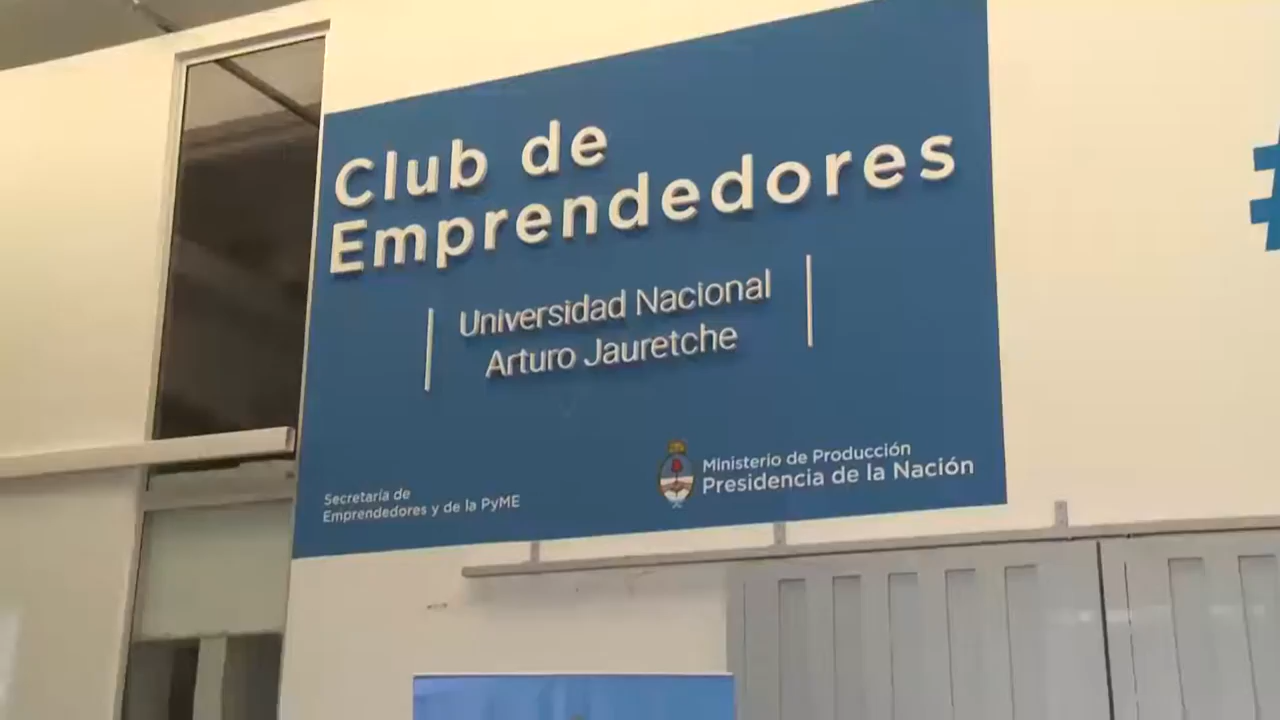 Club de
Emprendedores
Universidad Nacional
Arturo Jauretche
Secretaría de
Emprendedores y de la PyME
Ministerio de Producción
Presidencia de la Nación
#